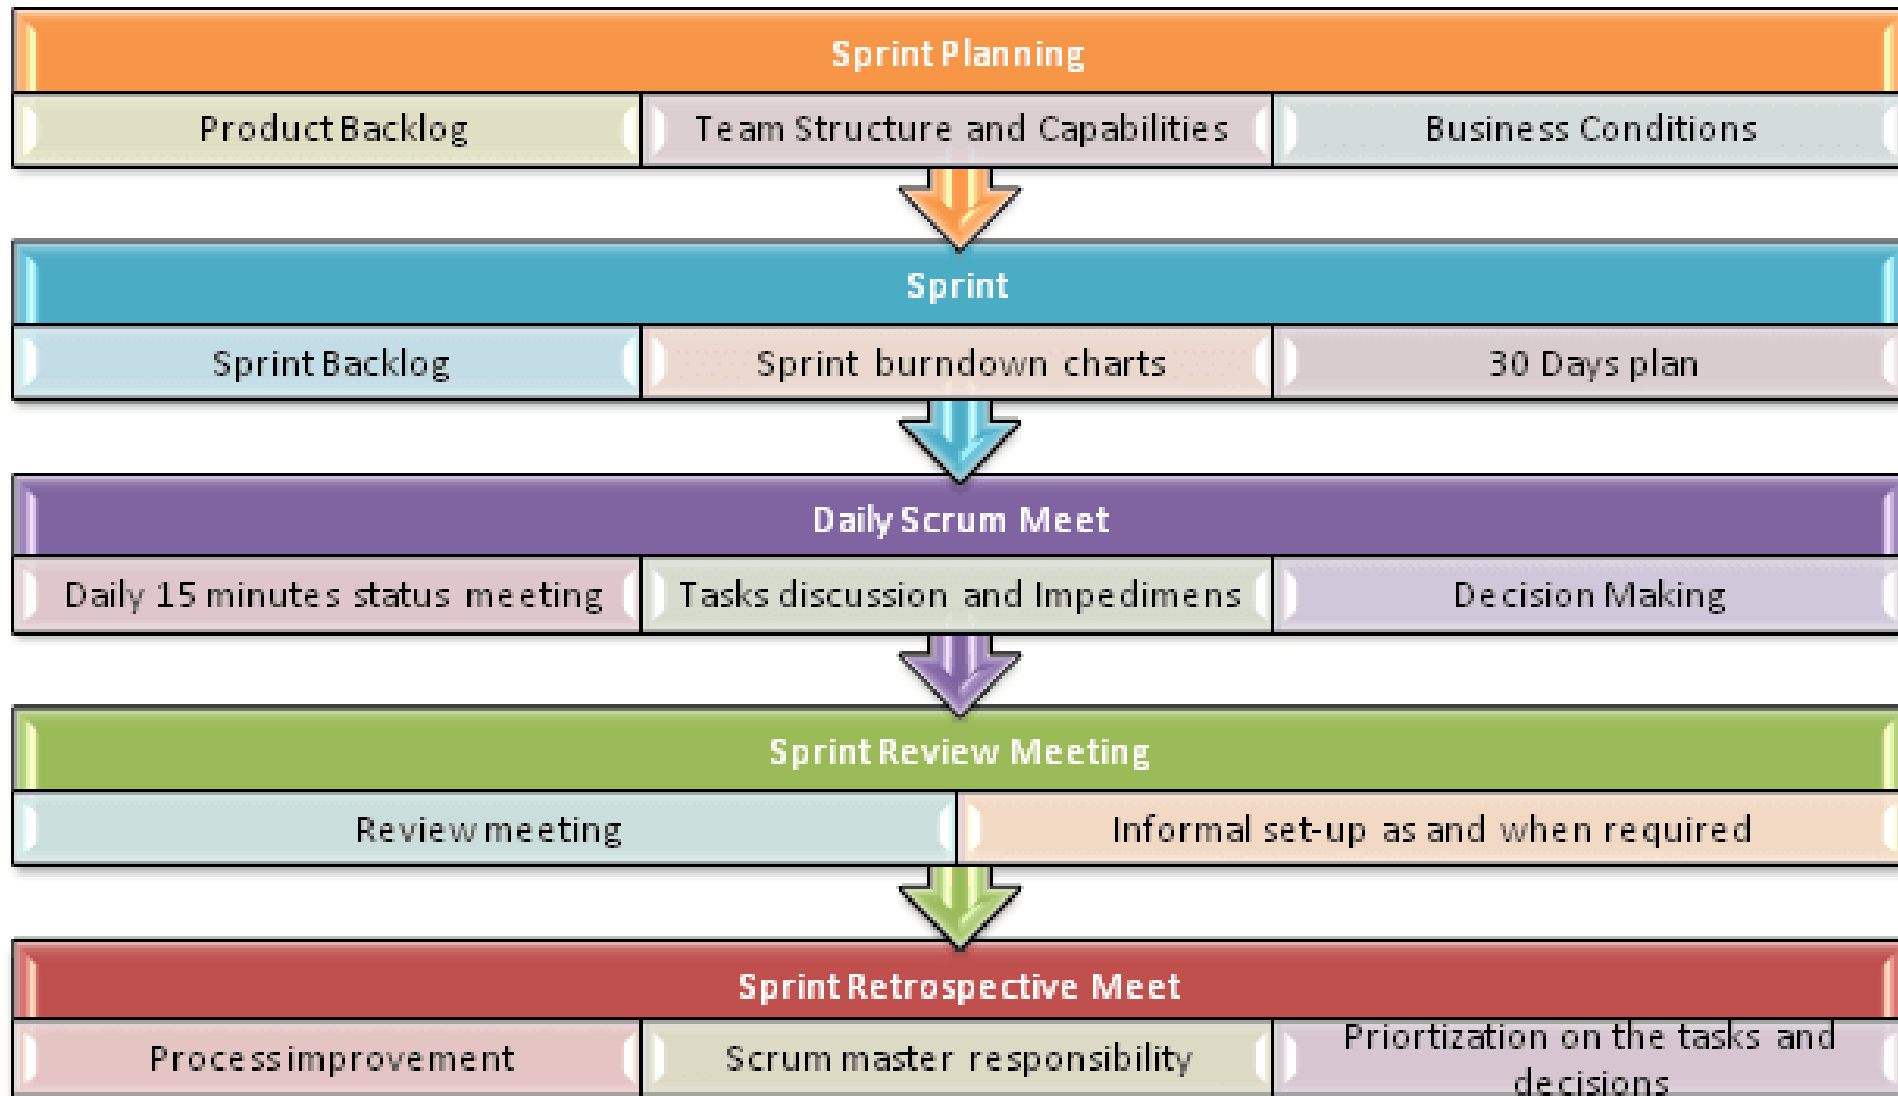 Sprint Planning
Product Backlog
Team Structure and Capabilities
Business Conditions
Sprint
Sprint Backlog
Sprint burndown charts
30 Days plan
Daily Scrum Meet
Daily 15 minutes status meeting
Tasks discussion and Impedimens
Decision Making
Sprint Review Meeting
Review meeting
Informal set-up as and when required
Sprint Retrospective Meet
Process improvement
Scrum master responsibility
Priortization on the tasks and
decisions